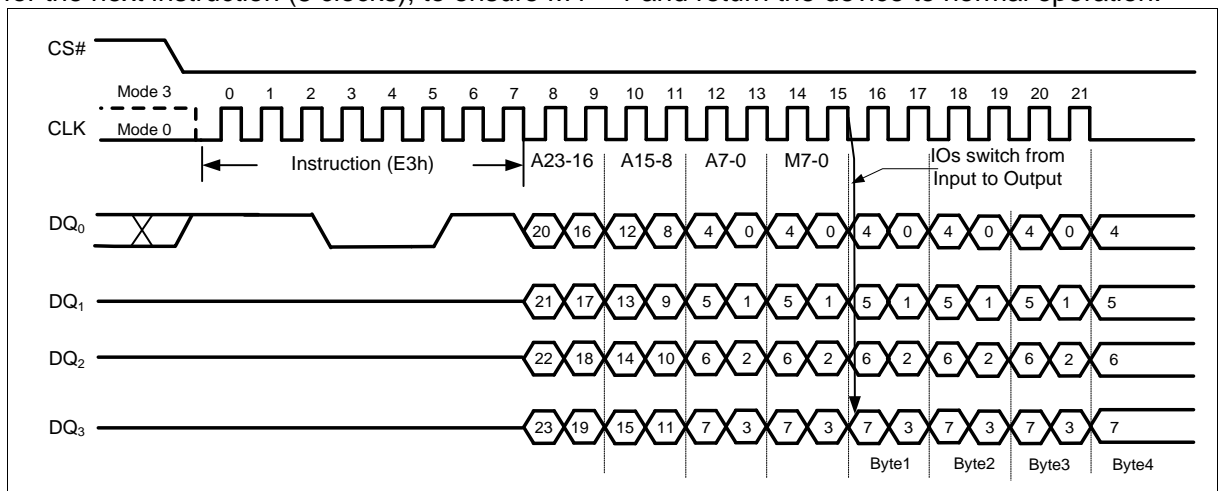 for the next instruction (8 clocks), to ensure M4 = 1 and return the device to normal operation.
CS#
Mode 3
0 1 2 3 4 5 6 7 8 9 10 11 12 13 14 15 16 17 18 19 20 21
CLK
Mode 0
Instruction (E3h) A23-16 A15-8 A7-0 M7-0 IOs switch from
Input to Output
DQ0 20 16 12 8 4 0 4 0 4 0 4 0 4 0 4
DQ1 21 17 13 9 5 1 5 1 5 1 5 1 5 1 5
DQ2 22 18 14 10 6 2 6 2 6 2 6 2 6 2 6
DQ3 23 19 15 11 7 3 7 3 7 3 7 3 7 3 7
Byte1 Byte2 Byte3 Byte4